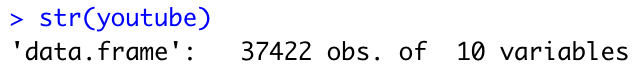 > str(youtube)
'data.frame':   37422 obs. of  10 variables